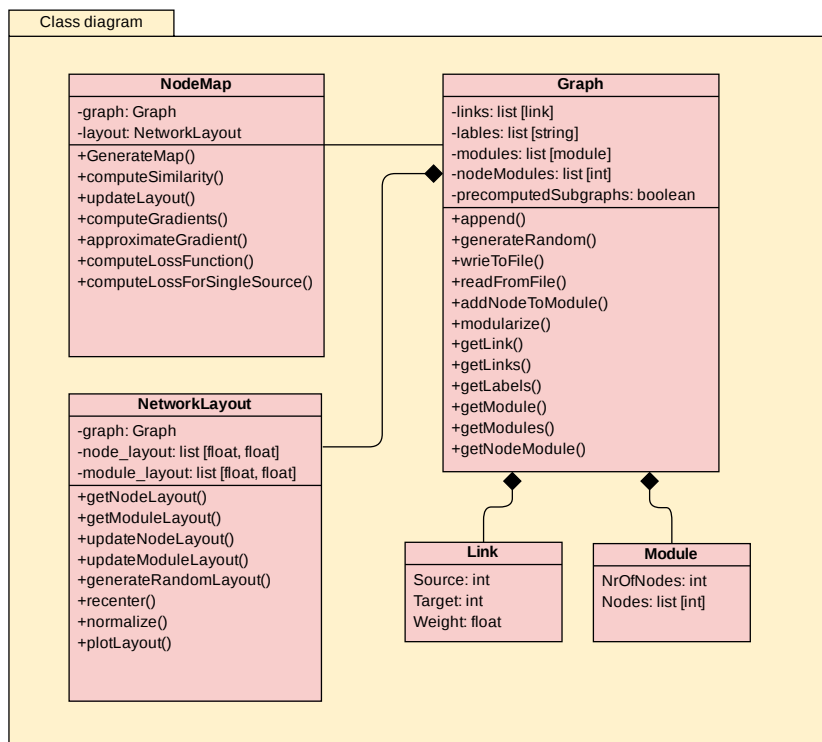 Class diagram
NodeMap
-graph: Graph
-layout: NetworkLayout
+GenerateMap()
+computeSimilarity()
+updateLayout()
+computeGradients()
+approximateGradient()
+computeLossFunction()
+computeLossForSingleSource()
Graph
-links: list [link]
-lables: list [string]
-modules: list [module]
-nodeModules: list [int]
-precomputedSubgraphs: boolean
+append()
+generateRandom()
+wrieToFile()
+readFromFile()
+addNodeToModule()
+modularize()
+getLink()
+getLinks()
+getLabels()
+getModule()
+getModules()
+getNodeModule()
NetworkLayout
-graph: Graph
-node_layout: list [float, float]
-module_layout: list [float, float]
+getNodeLayout()
+getModuleLayout()
+updateNodeLayout()
+updateModuleLayout()
+generateRandomLayout()
+recenter()
+normalize()
+plotLayout()
Link
Source: int
Target: int
Weight: float
Module
NrOfNodes: int
Nodes: list [int]